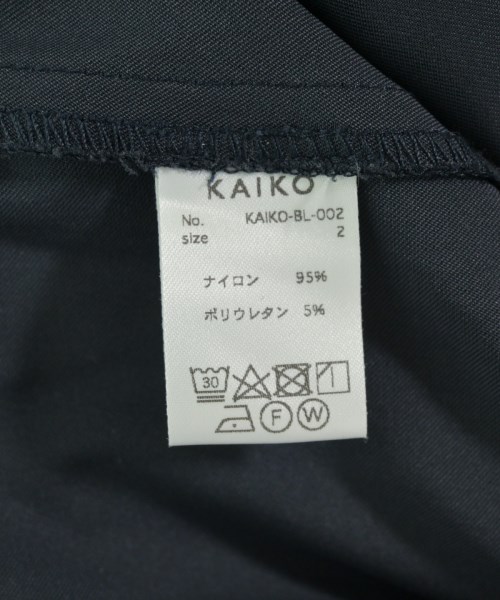 KAIKO
No. KAIKO-BL-002
size 2
ナイロン 95%
ポリウレタン 5%
30
F W